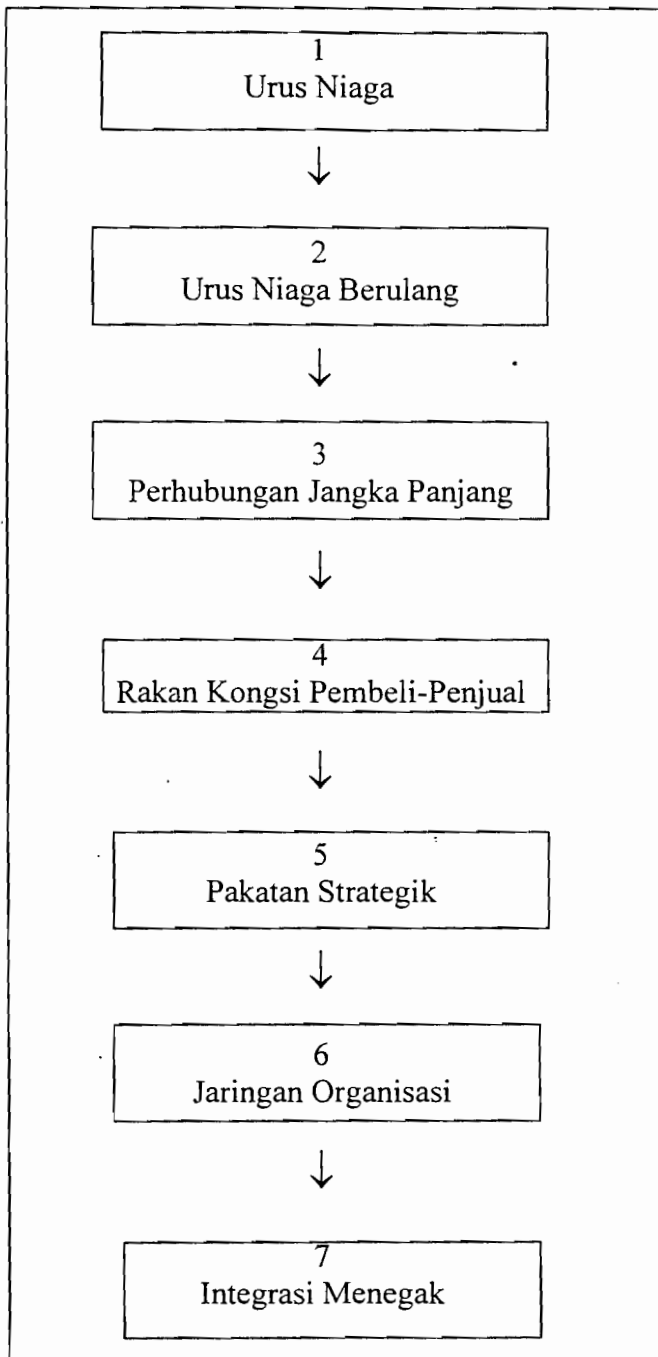 1
Urus Niaga
↓
2
Urus Niaga Berulang
↓
3
Perhubungan Jangka Panjang
↓
4
Rakan Kongsi Pembeli-Penjual
↓
5
Pakatan Strategik
↓
6
Jaringan Organisasi
↓
7
Integrasi Menegak